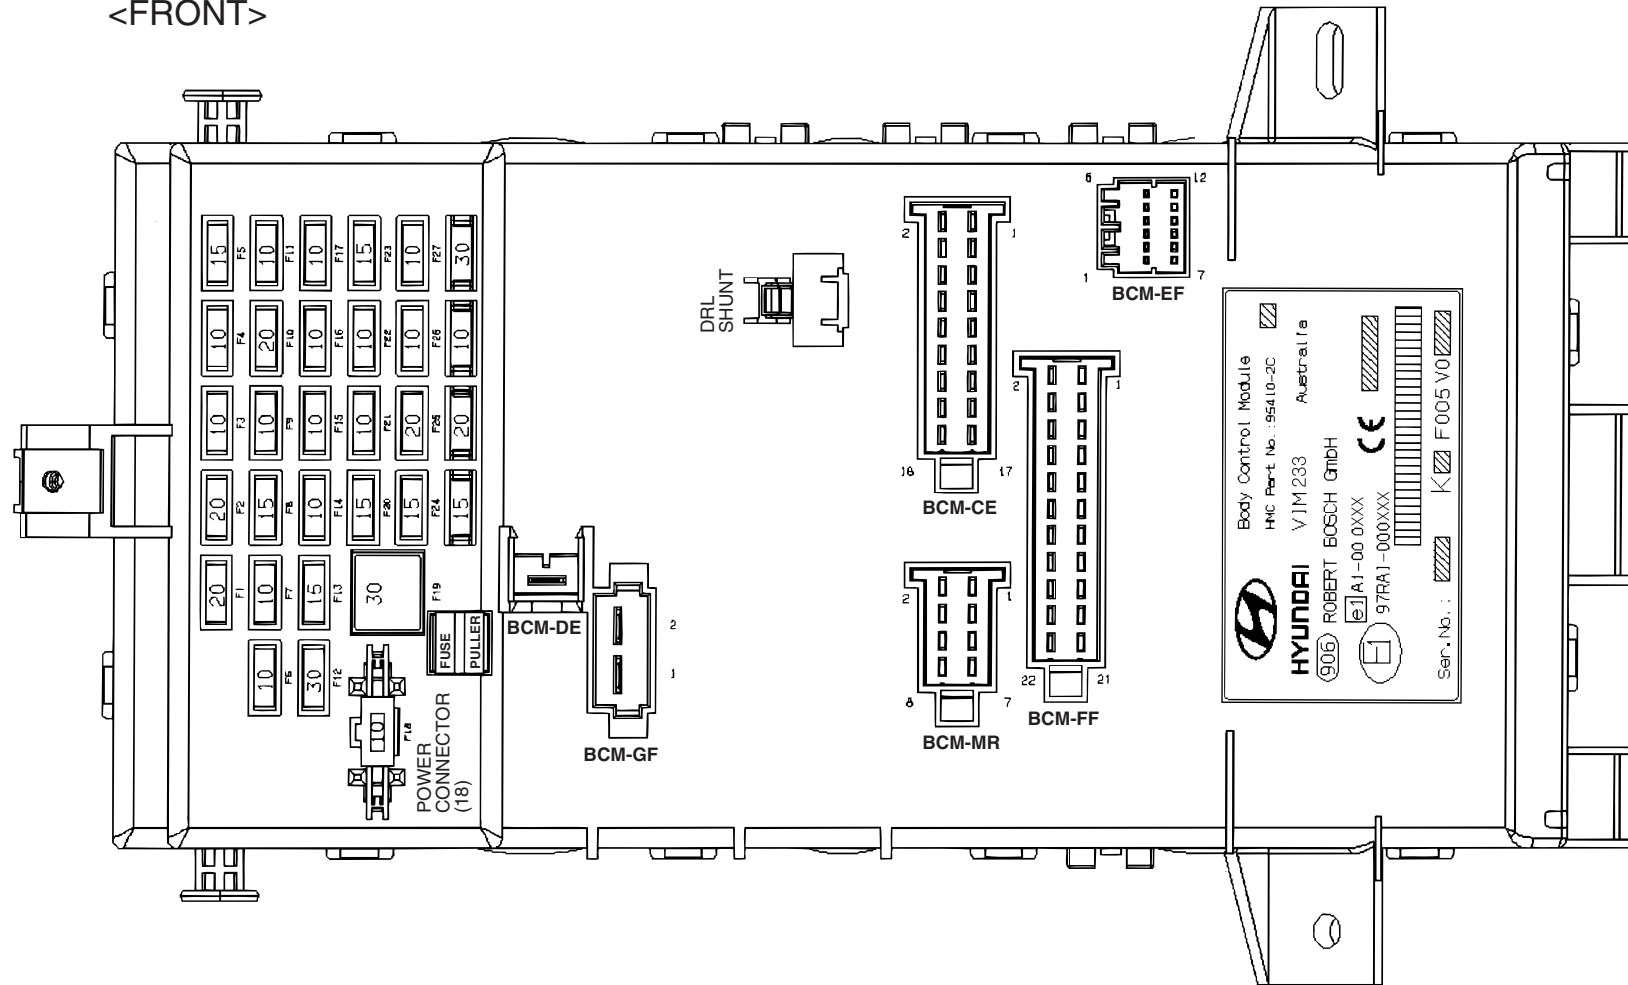 <FRONT>
15 F5 10 F11 10 F17 15 F23 10 F27 30
10 F4 20 F10 10 F16 10 F22 10 F26 10
10 F3 10 F9 10 F15 10 F21 20 F25 20
20 F2 15 F8 10 F14 15 F20 15 F24 15
20 F1 10 F7 15 F13 30 F19
10 F6 30 F12
10 F18
FUSE
PULLER
POWER
CONNECTOR
(18)
DRL
SHUNT
BCM-DE
2
1
BCM-GF
2 1
18 17
BCM-CE
6 12
1 7
BCM-EF
2 1
8 7
BCM-MR
2 1
22 21
BCM-FF
Body Control Module
HMC Part No.:95410-2C
HYUNDAI VIM233 Australia
906 ROBERT BOSCH GmbH
e1 A1-00 0XXX
E1 97RA1-000XXX CE
Ser.No.: K F005 V0